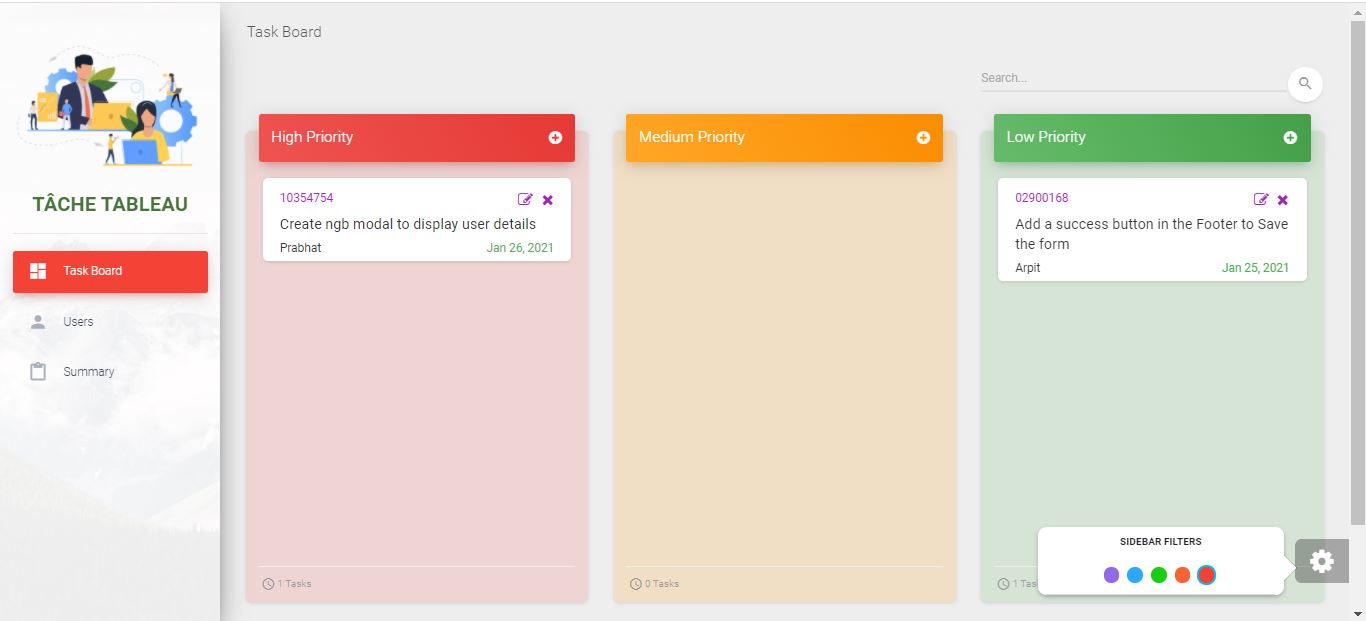 Task Board
Search...
TÂCHE TABLEAU
Task Board
Users
Summary
High Priority
10354754
Create ngb modal to display user details
Prabhat Jan 26, 2021
1 Tasks
Medium Priority
0 Tasks
Low Priority
02900168
Add a success button in the Footer to Save
the form
Arpit Jan 25, 2021
1 Tas
SIDEBAR FILTERS